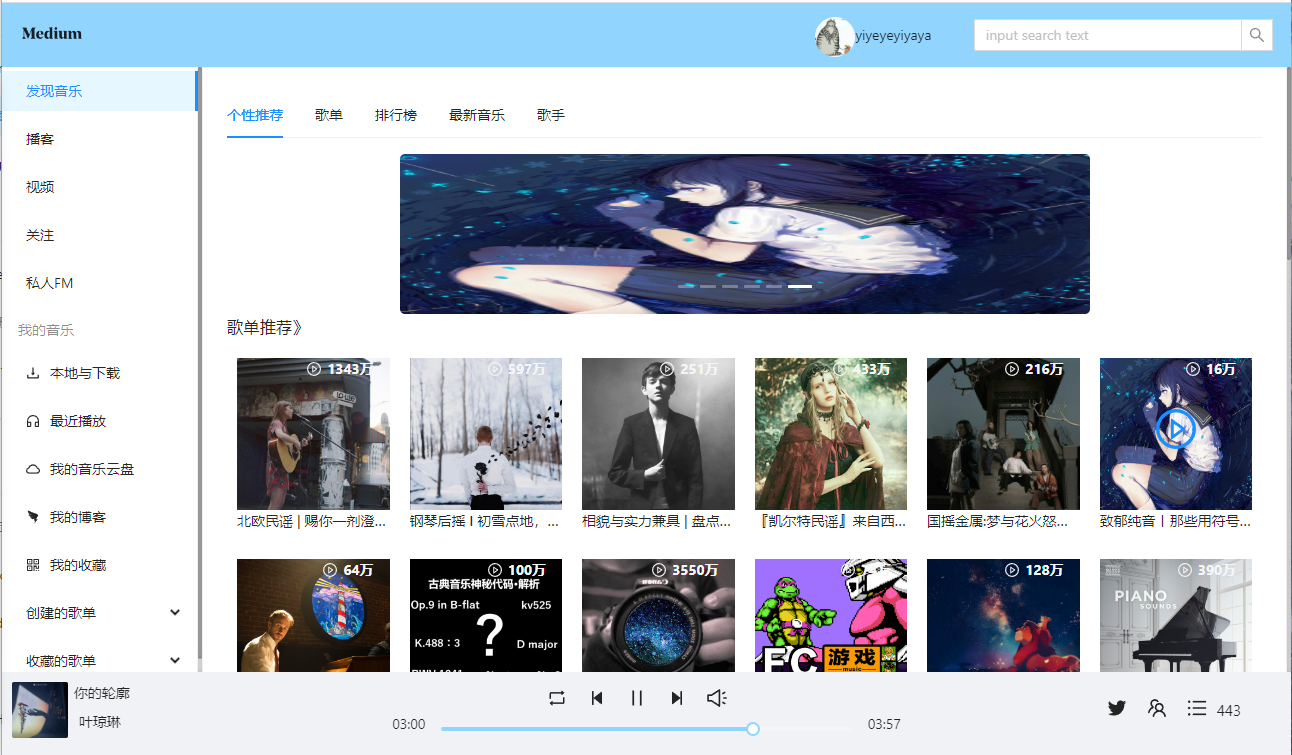 Medium
yiyeyeyiyaya
input search text
发现音乐
播客
视频
关注
私人FM
我的音乐
本地与下载
最近播放
我的音乐云盘
我的博客
我的收藏
创建的歌单
收藏的歌单
个性推荐 歌单 排行榜 最新音乐 歌手
歌单推荐》
1343万
597万
251万
433万
216万
16万
北欧民谣 | 赐你一剂澄...
钢琴后摇 I 初雪点地，...
相貌与实力兼具 | 盘点...
『凯尔特民谣』来自西...
国摇金属:梦与花火怒...
致郁纯音丨那些用符号...
64万
100万
古典音乐神秘代码·解析
Op.9 in B-flat kv525
K.488：3
?
D major
3550万
FC 游戏
music
128万
390万
PIANO
SOUNDS
你的轮廓
叶琼琳
03:00
03:57
443